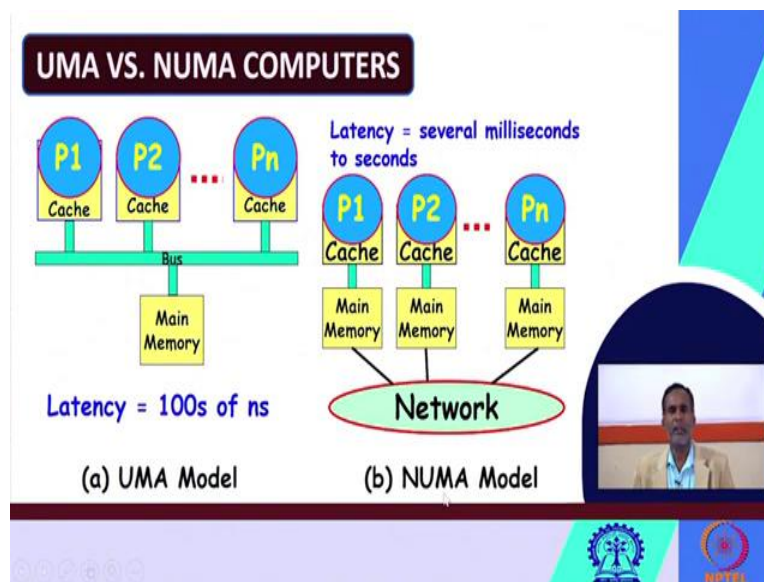 UMA VS. NUMA COMPUTERS
P1
P2
Pn
Cache
Cache
Cache
Bus
Main
Memory
Latency = 100s of ns
(a) UMA Model
Latency = several milliseconds
to seconds
P1
P2
Pn
Cache
Cache
Cache
Main
Memory
Main
Memory
Main
Memory
Network
(b) NUMA Model
NPTEL